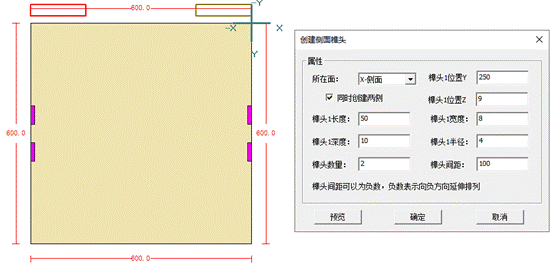 600.0
-Y
-X
X
Y
600.0
600.0
600.0
创建侧面榫头
属性
所在面:
X-侧面
榫头1位置Y
250
同时创建两侧
榫头1位置Z
9
榫头1长度:
50
榫头1宽度:
8
榫头1深度:
10
榫头1半径:
4
榫头数量:
2
榫头间距:
100
榫头间距可以为负数，负数表示向负方向延伸排列
预览
确定
取消